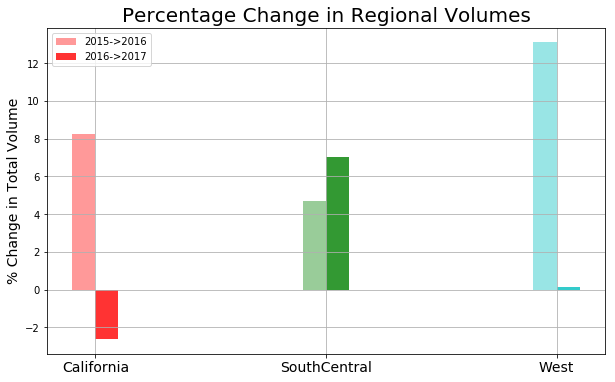 Percentage Change in Regional Volumes
2015->2016
2016->2017
% Change in Total Volume
12
10
8
6
4
2
0
−2
California
SouthCentral
West